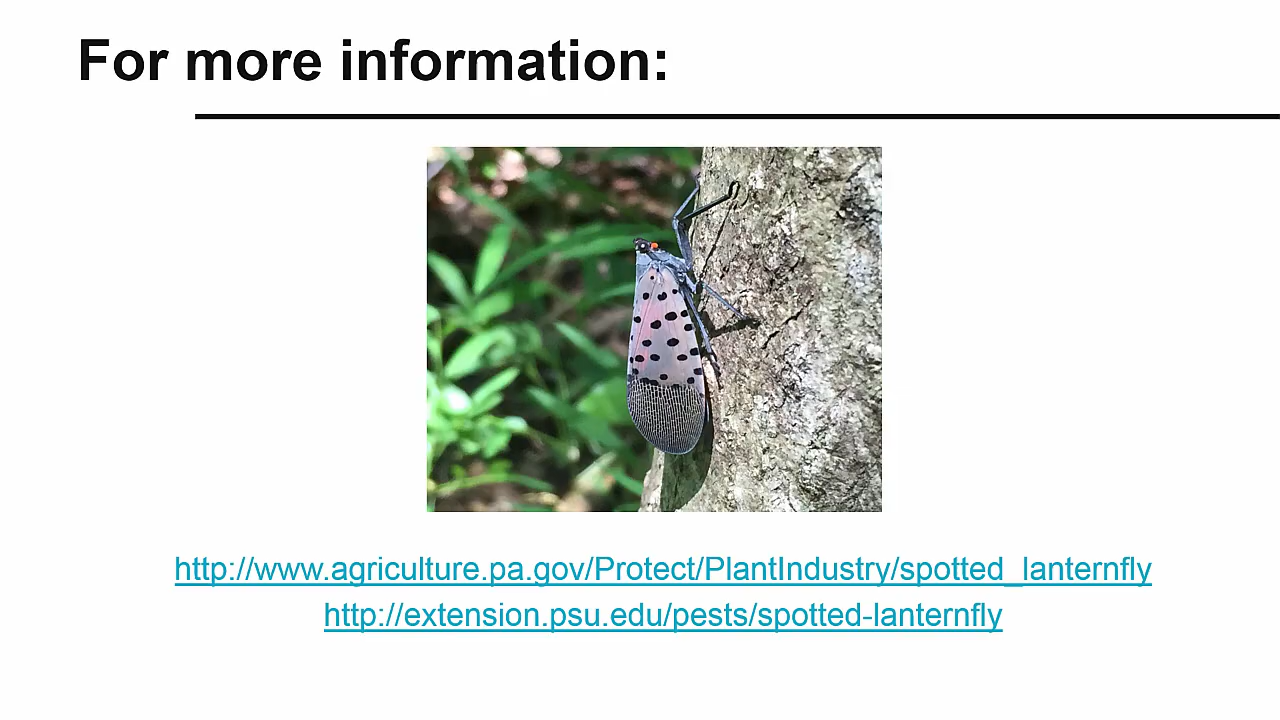 For more information:
http://www.agriculture.pa.gov/Protect/PlantIndustry/spotted_lanternfly
http://extension.psu.edu/pests/spotted-lanternfly